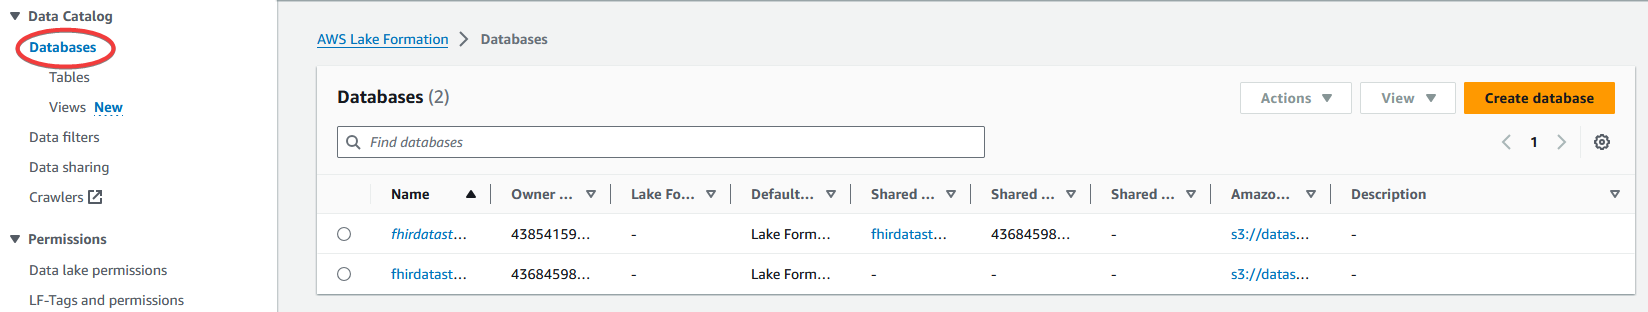 Data Catalog
Databases
Tables
Views New
Data filters
Data sharing
Crawlers
Permissions
Data lake permissions
LF-Tags and permissions
AWS Lake Formation > Databases
Databases (2)
Actions
View
Create database
Find databases
1
Name Owner ... Lake Fo... Default... Shared ... Shared ... Shared ... Amazo... Description
fhirdatast... 43854159... - Lake Form... fhirdatast... 43684598... - s3://datas... -
fhirdatast... 43684598... - Lake Form... - - - s3://datas... -